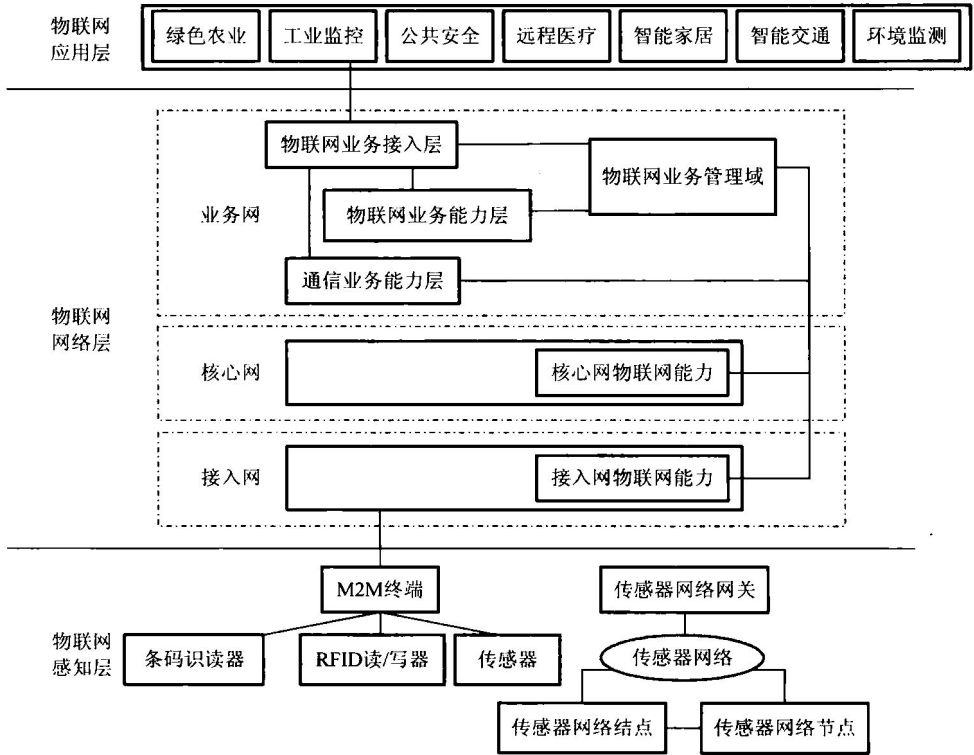 物联网
应用层
绿色农业
工业监控
公共安全
远程医疗
智能家居
智能交通
环境监测
物联网业务接入层
物联网业务管理域
业务网
物联网业务能力层
通信业务能力层
物联网
网络层
核心网
核心网物联网能力
接入网
接入网物联网能力
M2M终端
传感器网络网关
物联网
感知层
条码识读器
RFID读/写器
传感器
传感器网络
传感器网络结点
传感器网络节点